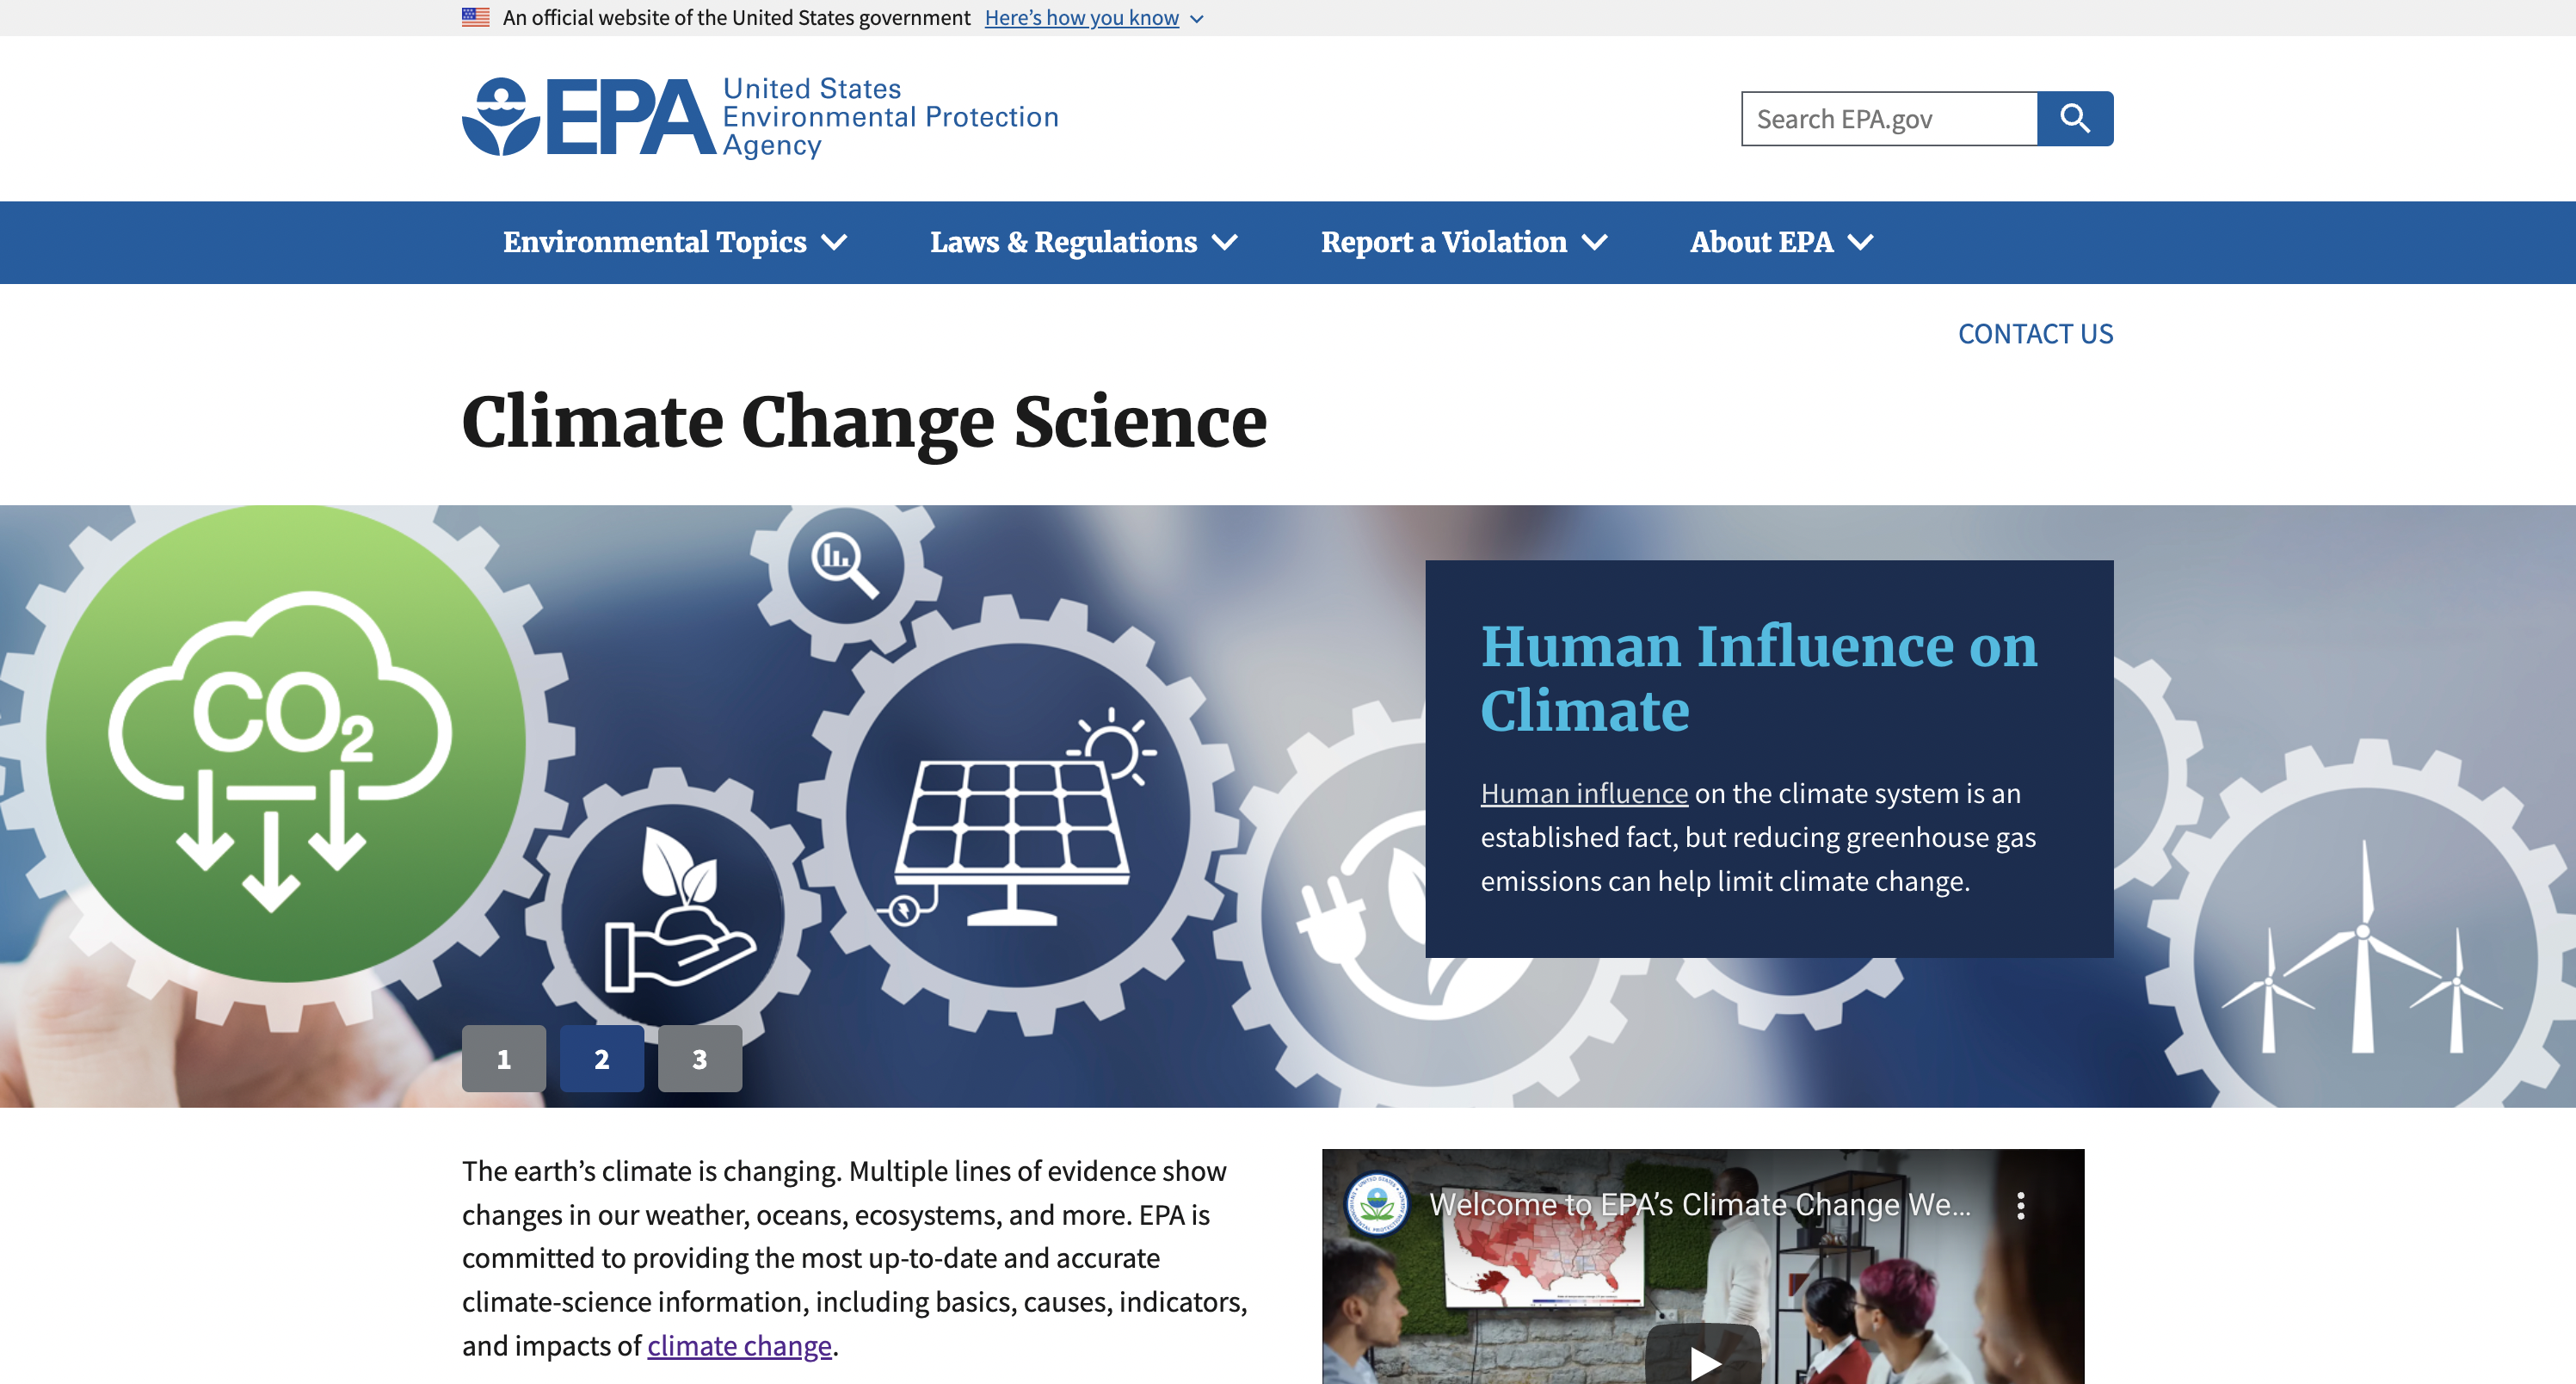 An official website of the United States government Here’s how you know
EPA
United States
Environmental Protection
Agency
Search EPA.gov
Environmental Topics Laws & Regulations Report a Violation About EPA
CONTACT US
Climate Change Science
CO2
Human Influence on
Climate
Human influence on the climate system is an
established fact, but reducing greenhouse gas
emissions can help limit climate change.
1 2 3
The earth’s climate is changing. Multiple lines of evidence show
changes in our weather, oceans, ecosystems, and more. EPA is
committed to providing the most up-to-date and accurate
climate-science information, including basics, causes, indicators,
and impacts of climate change.
Welcome to EPA’s Climate Change We...